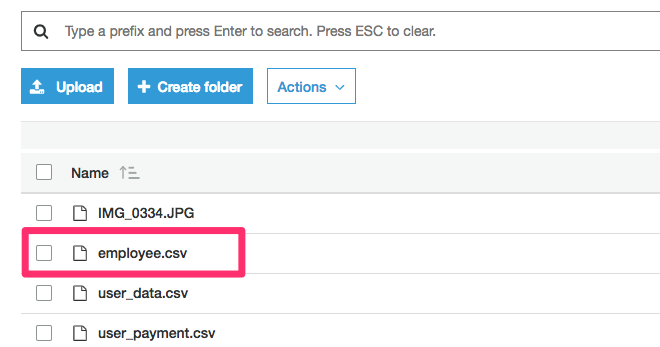 Type a prefix and press Enter to search. Press ESC to clear.
Upload + Create folder Actions
Name
IMG_0334.JPG
employee.csv
user_data.csv
user_payment.csv